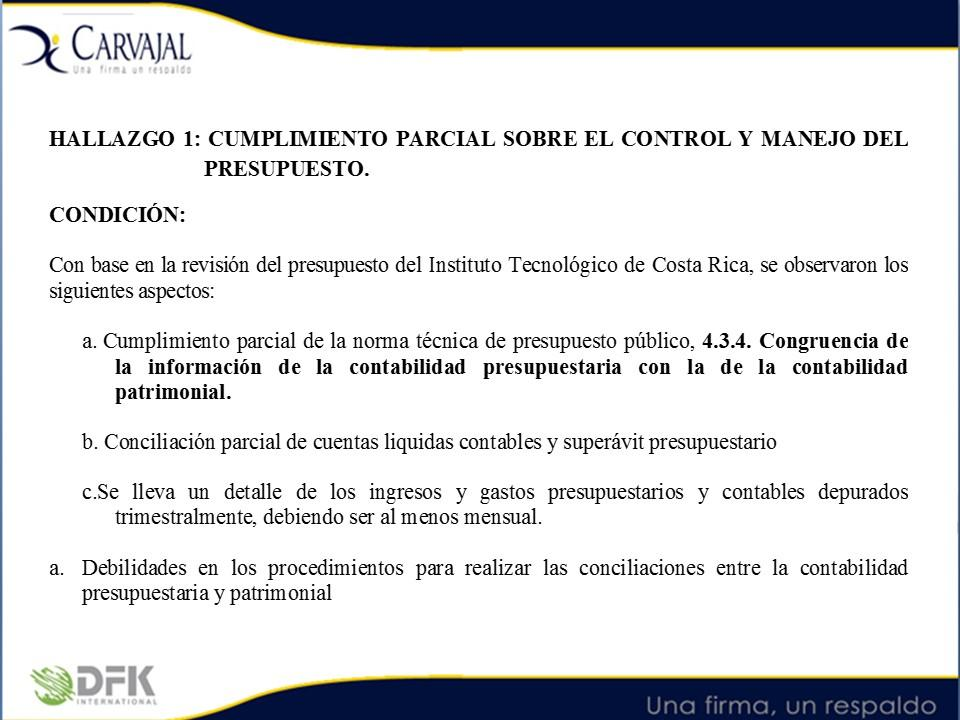 CARVAJAL
Una firma un respaldo
HALLAZGO 1: CUMPLIMIENTO PARCIAL SOBRE EL CONTROL Y MANEJO DEL
PRESUPUESTO.
CONDICIÓN:
Con base en la revisión del presupuesto del Instituto Tecnológico de Costa Rica, se observaron los
siguientes aspectos:
a. Cumplimiento parcial de la norma técnica de presupuesto público, 4.3.4. Congruencia de
la información de la contabilidad presupuestaria con la de la contabilidad
patrimonial.
b. Conciliación parcial de cuentas liquidas contables y superávit presupuestario
c.Se lleva un detalle de los ingresos y gastos presupuestarios y contables depurados
trimestralmente, debiendo ser al menos mensual.
a. Debilidades en los procedimientos para realizar las conciliaciones entre la contabilidad
presupuestaria y patrimonial
DFK
INTERNATIONAL
Una firma, un respaldo